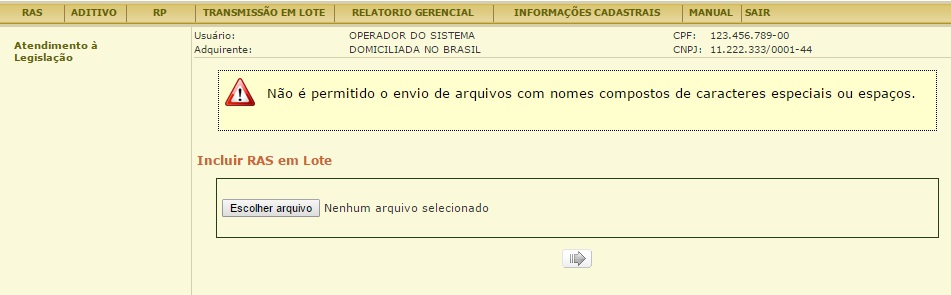 RAS ADITIVO RP TRANSMISSÃO EM LOTE RELATORIO GERENCIAL INFORMAÇÕES CADASTRAIS MANUAL SAIR
Atendimento à
Legislação
Usuário: OPERADOR DO SISTEMA CPF: 123.456.789-00
Adquirente: DOMICILIADA NO BRASIL CNPJ: 11.222.333/0001-44
Não é permitido o envio de arquivos com nomes compostos de caracteres especiais ou espaços.
Incluir RAS em Lote
Escolher arquivo Nenhum arquivo selecionado